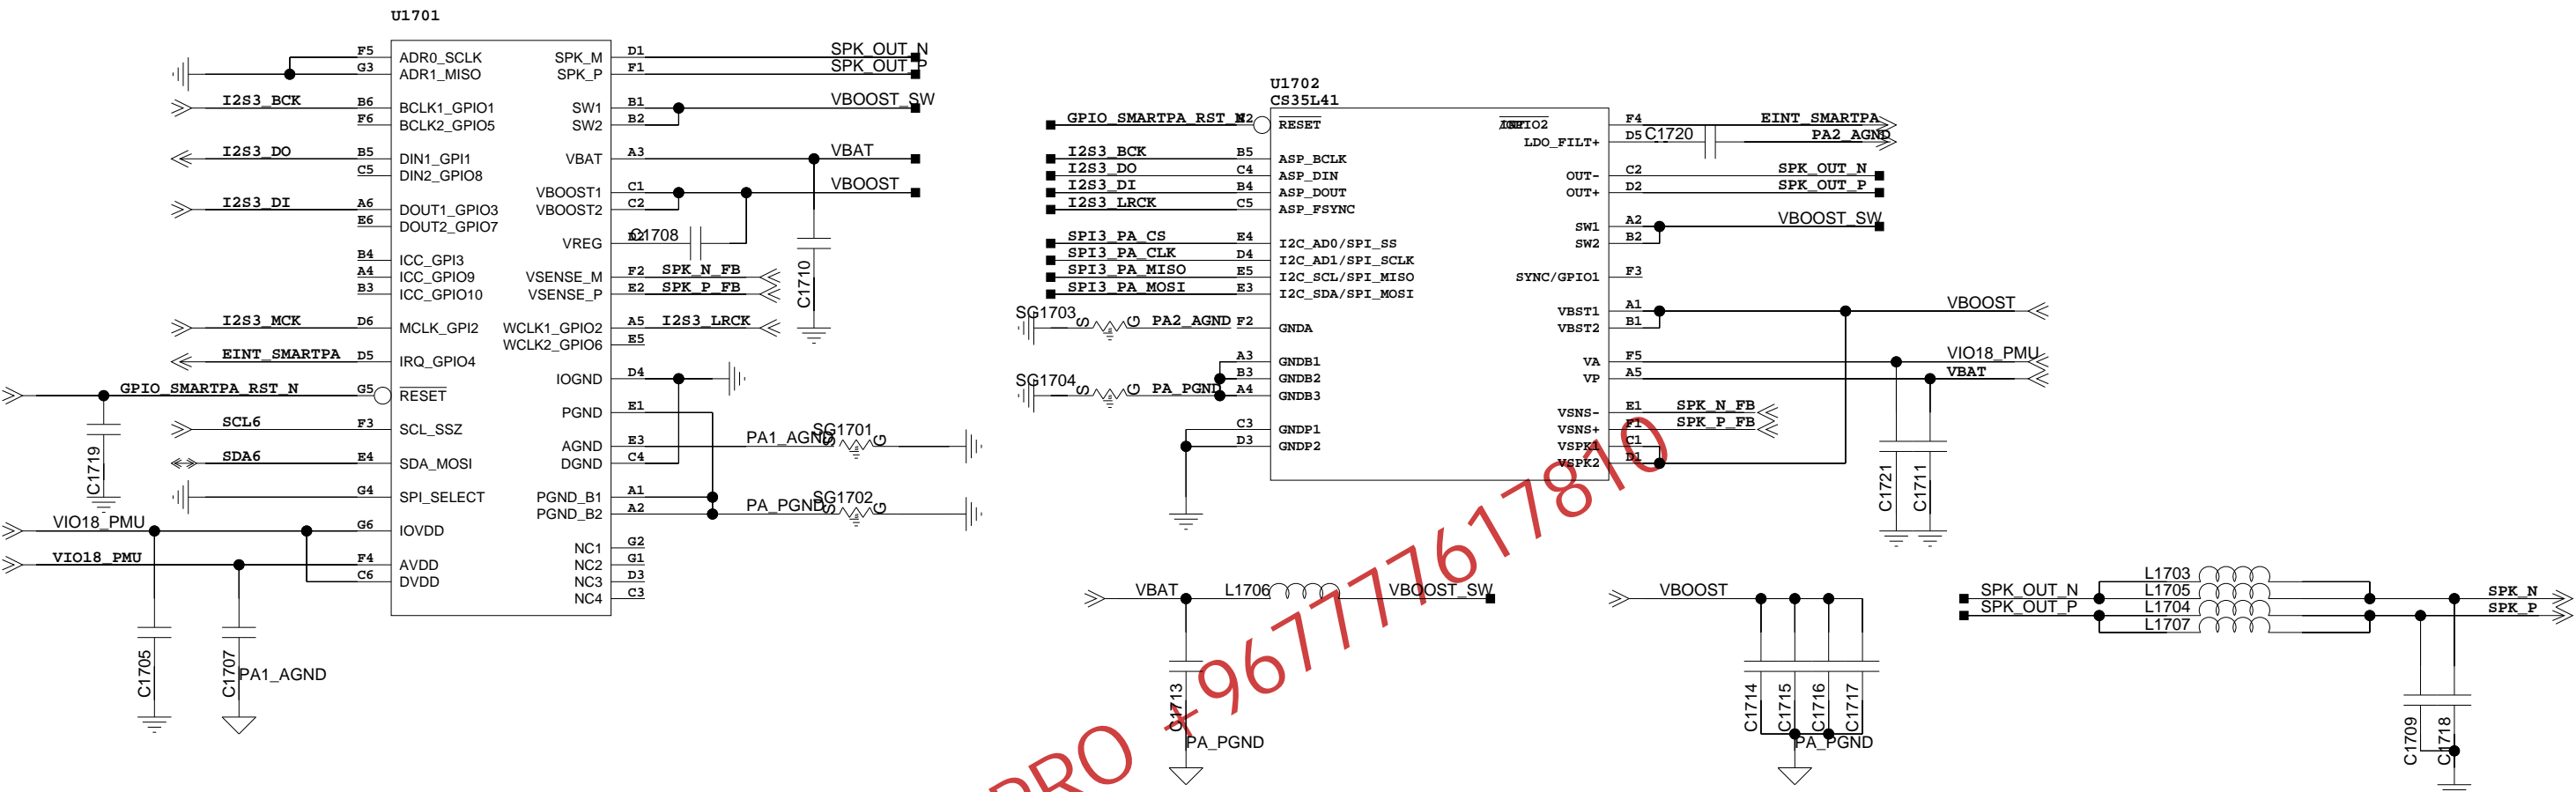 U1701
F5 ADR0_SCLK
G3 ADR1_MISO
I2S3_BCK B6 BCLK1_GPIO1
F6 BCLK2_GPIO5
I2S3_DO B5 DIN1_GPI1
C5 DIN2_GPIO8
I2S3_DI A6 DOUT1_GPIO3
E6 DOUT2_GPIO7
B4 ICC_GPI3
A4 ICC_GPIO9
B3 ICC_GPIO10
I2S3_MCK D6 MCLK_GPI2
EINT_SMARTPA D5 IRQ_GPIO4
GPIO_SMARTPA_RST_N G5 RESET
C1719
SCL6 F3 SCL_SSZ
SDA6 E4 SDA_MOSI
G4 SPI_SELECT
VIO18_PMU G6 IOVDD
VIO18_PMU F4 AVDD
C6 DVDD
C1705
C1707 PA1_AGND
SPK_M D1 SPK_OUT_N
SPK_P F1 SPK_OUT_P
SW1 B1 VBOOST_SW
SW2 B2
VBAT A3 VBAT
VBOOST1 C1 VBOOST
VBOOST2 C2
VREG D2 C1708
C1710
VSENSE_M F2 SPK_N_FB
VSENSE_P E2 SPK_P_FB
WCLK1_GPIO2 A5 I2S3_LRCK
WCLK2_GPIO6 E5
IOGND D4
PGND E1
AGND E3 PA1_AGND SG1701 S G
DGND C4
PGND_B1 A1
PGND_B2 A2 PA_PGND SG1702 S G
NC1 G2
NC2 G1
NC3 D3
NC4 C3
U1702
CS35L41
GPIO_SMARTPA_RST_N RESET
I2S3_BCK B5 ASP_BCLK
I2S3_DO C4 ASP_DIN
I2S3_DI B4 ASP_DOUT
I2S3_LRCK C5 ASP_FSYNC
SPI3_PA_CS E4 I2C_AD0/SPI_SS
SPI3_PA_CLK D4 I2C_AD1/SPI_SCLK
SPI3_PA_MISO E5 I2C_SCL/SPI_MISO
SPI3_PA_MOSI E3 I2C_SDA/SPI_MOSI
SG1703 S G PA2_AGND F2 GNDA
A3 GNDB1
B3 GNDB2
SG1704 S G PA_PGND A4 GNDB3
C3 GNDP1
D3 GNDP2
F4 EINT_SMARTPA
LDO_FILT+ D5 C1720 PA2_AGND
OUT- C2 SPK_OUT_N
OUT+ D2 SPK_OUT_P
SW1 A2 VBOOST_SW
SW2 B2
SYNC/GPIO1 F3
VBST1 A1 VBOOST
VBST2 B1
VA F5 VIO18_PMU
VP A5 VBAT
VSNS- E1 SPK_N_FB
VSNS+ F1 SPK_P_FB
VSPK1 C1
VSPK2 D1
C1721
C1711
VBAT L1706 VBOOST_SW
C1713
PA_PGND
VBOOST
C1714
C1715
C1716
C1717
PA_PGND
SPK_OUT_N
SPK_OUT_P
L1703
L1705
L1704
L1707
SPK_N
SPK_P
C1709
C1718
PRO +967777617810